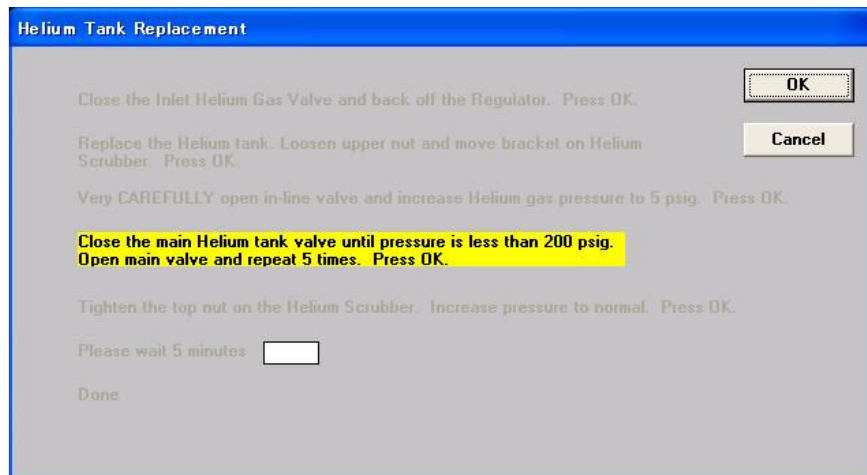 Helium Tank Replacement
Close the Inlet Helium Gas Valve and back off the Regulator.  Press OK.
OK
Replace the Helium tank. Loosen upper nut and move bracket on Helium
Scrubber.  Press OK.
Cancel
Very CAREFULLY open in-line valve and increase Helium gas pressure to 5 psig.  Press OK.
Close the main Helium tank valve until pressure is less than 200 psig.
Open main valve and repeat 5 times.  Press OK.
Tighten the top nut on the Helium Scrubber.  Increase pressure to normal.  Press OK.
Please wait 5 minutes
Done